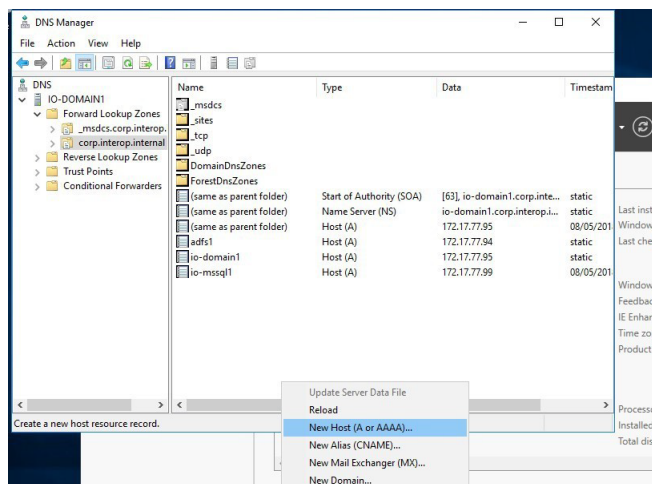 DNS Manager
File Action View Help
DNS
IO-DOMAIN1
Forward Lookup Zones
_msdcs.corp.interop.
corp.interop.internal
Reverse Lookup Zones
Trust Points
Conditional Forwarders
Name Type Data Timestam
_msdcs
_sites
_tcp
_udp
DomainDnsZones
ForestDnsZones
(same as parent folder) Start of Authority (SOA) [63], io-domain1.corp.inte... static
(same as parent folder) Name Server (NS) io-domain1.corp.interop.i... static
(same as parent folder) Host (A) 172.17.77.95 08/05/201
adfs1 Host (A) 172.17.77.94 static
io-domain1 Host (A) 172.17.77.95 static
io-mssql1 Host (A) 172.17.77.99 08/05/201
Create a new host resource record.
Update Server Data File
Reload
New Host (A or AAAA)...
New Alias (CNAME)...
New Mail Exchanger (MX)...
New Domain...
Last inst
Window
Last che
Window
Feedbac
IE Enhar
Time zo
Product
Processo
Installed
Total dis